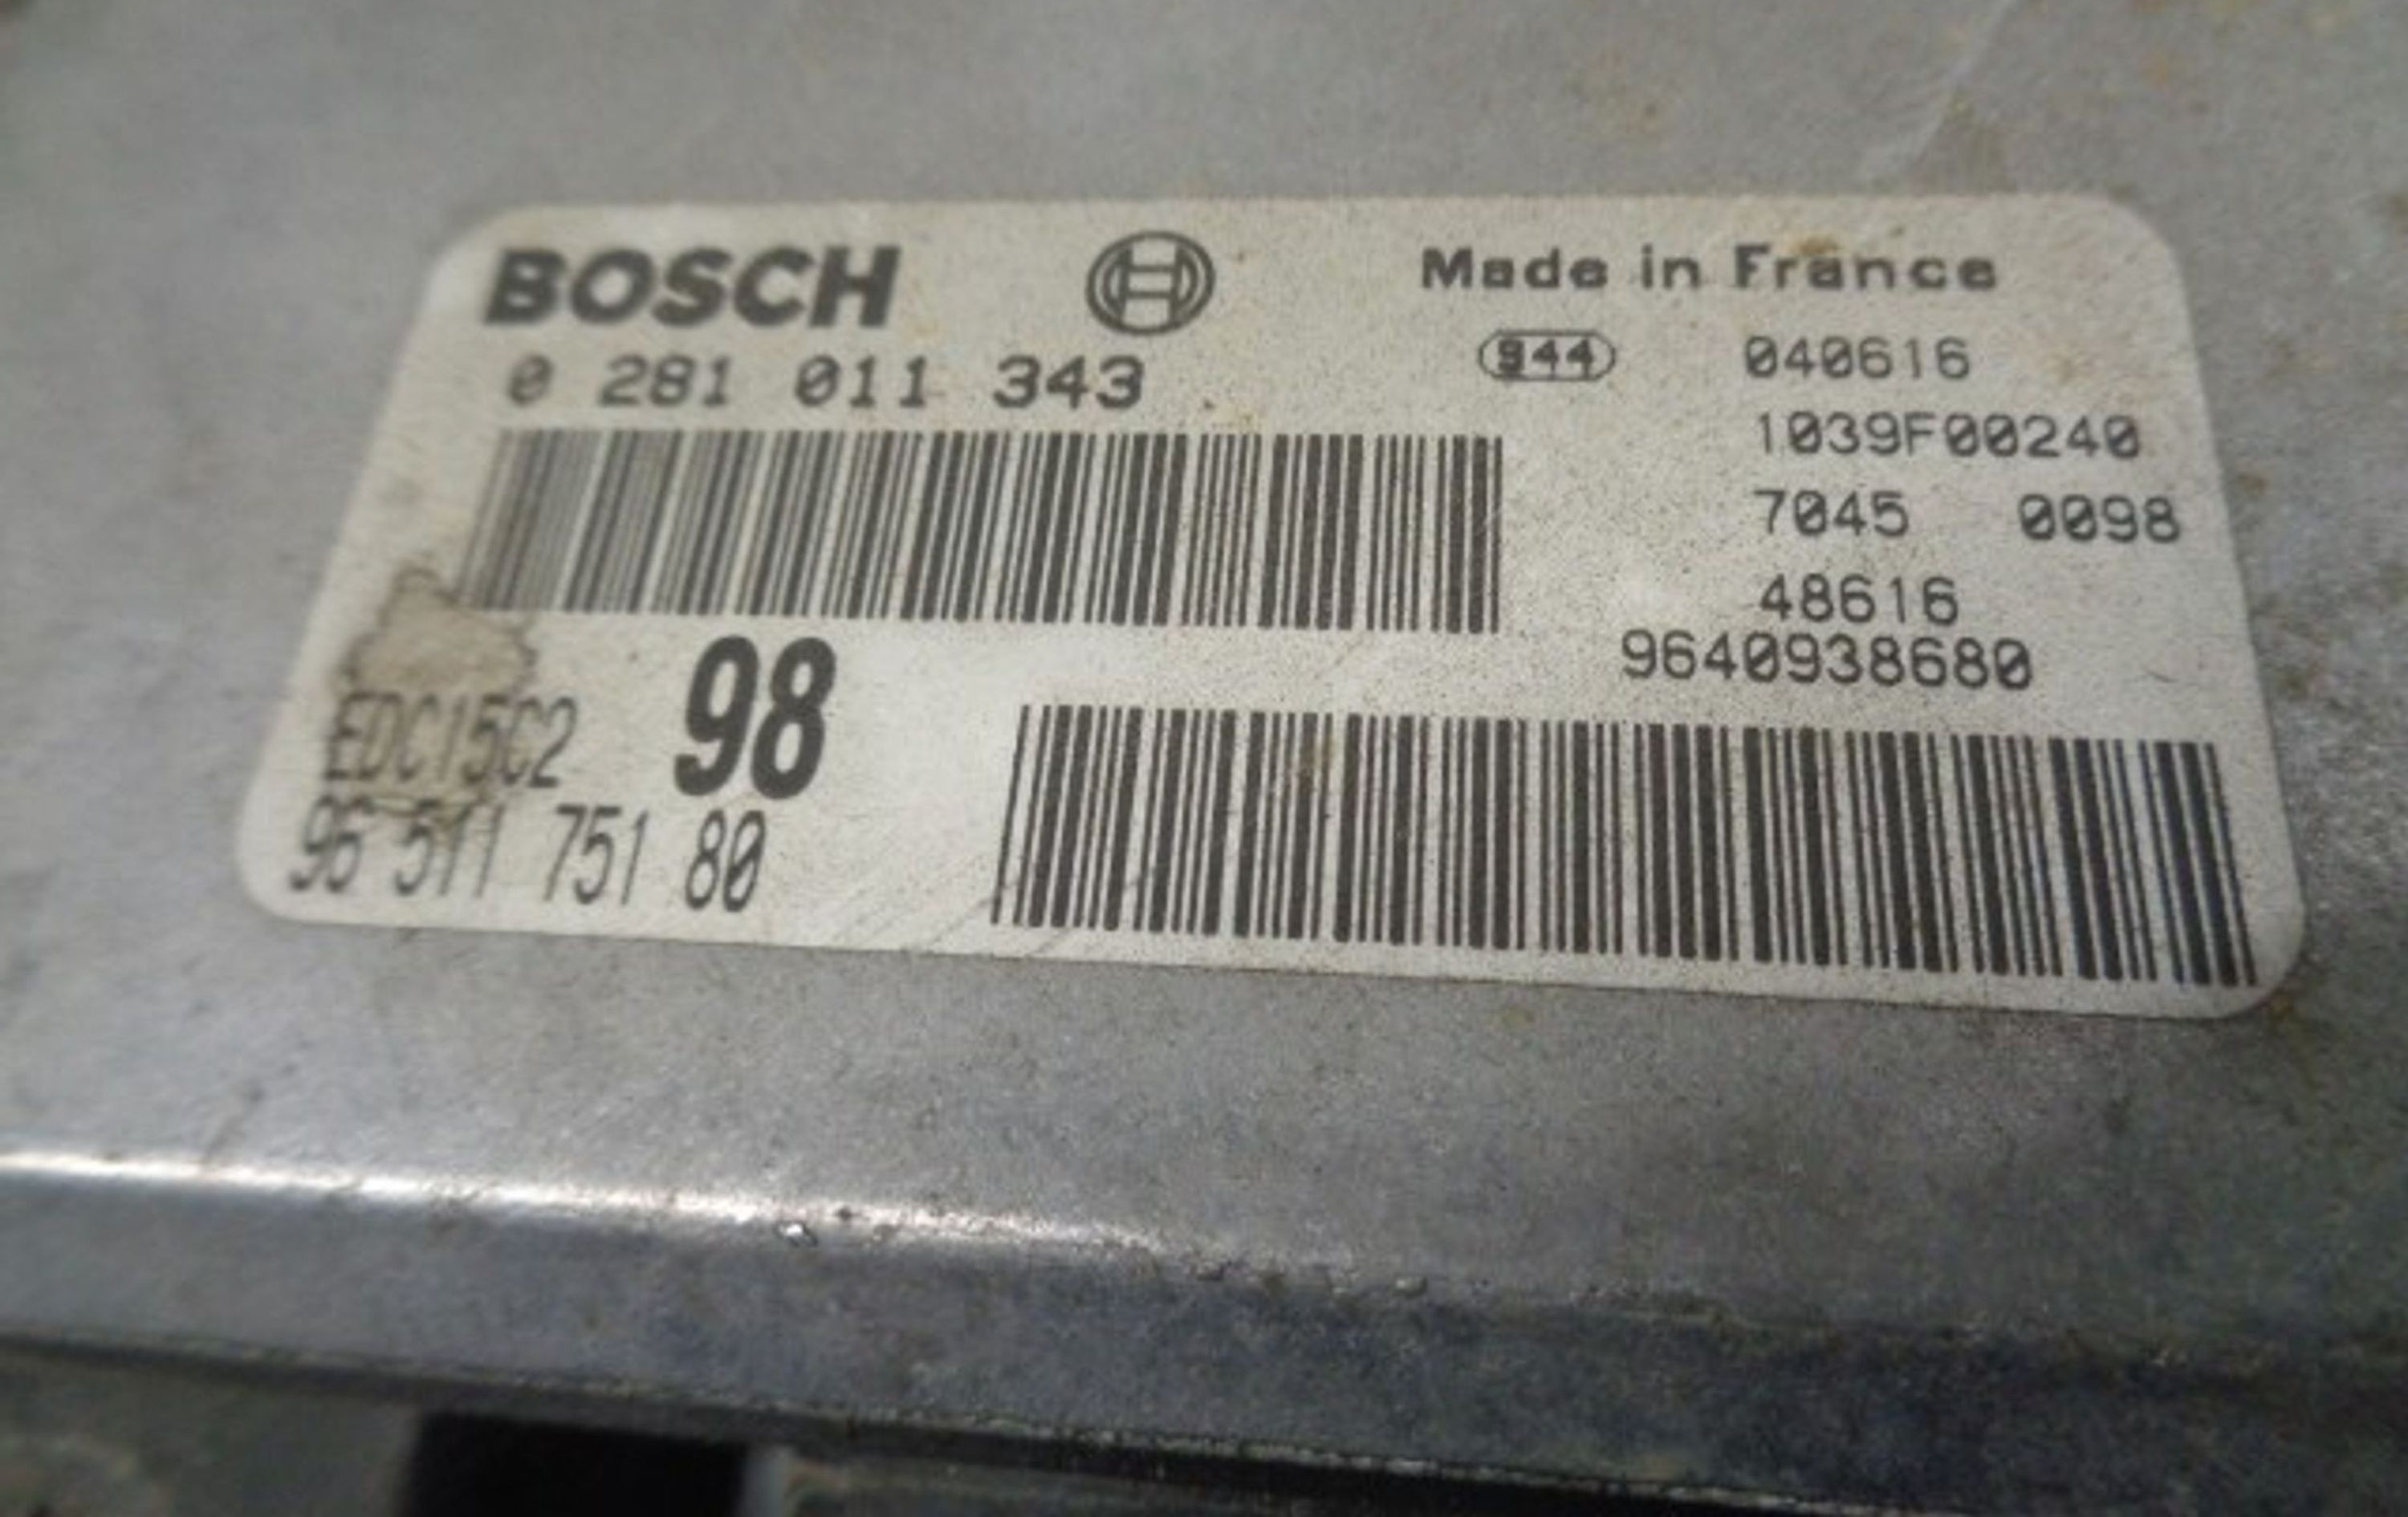 BOSCH
Made in France
0 281 011 343
944 040616
1039F00240
7045 0098
48616
9640938680
EDC15C2 98
96 511 751 80